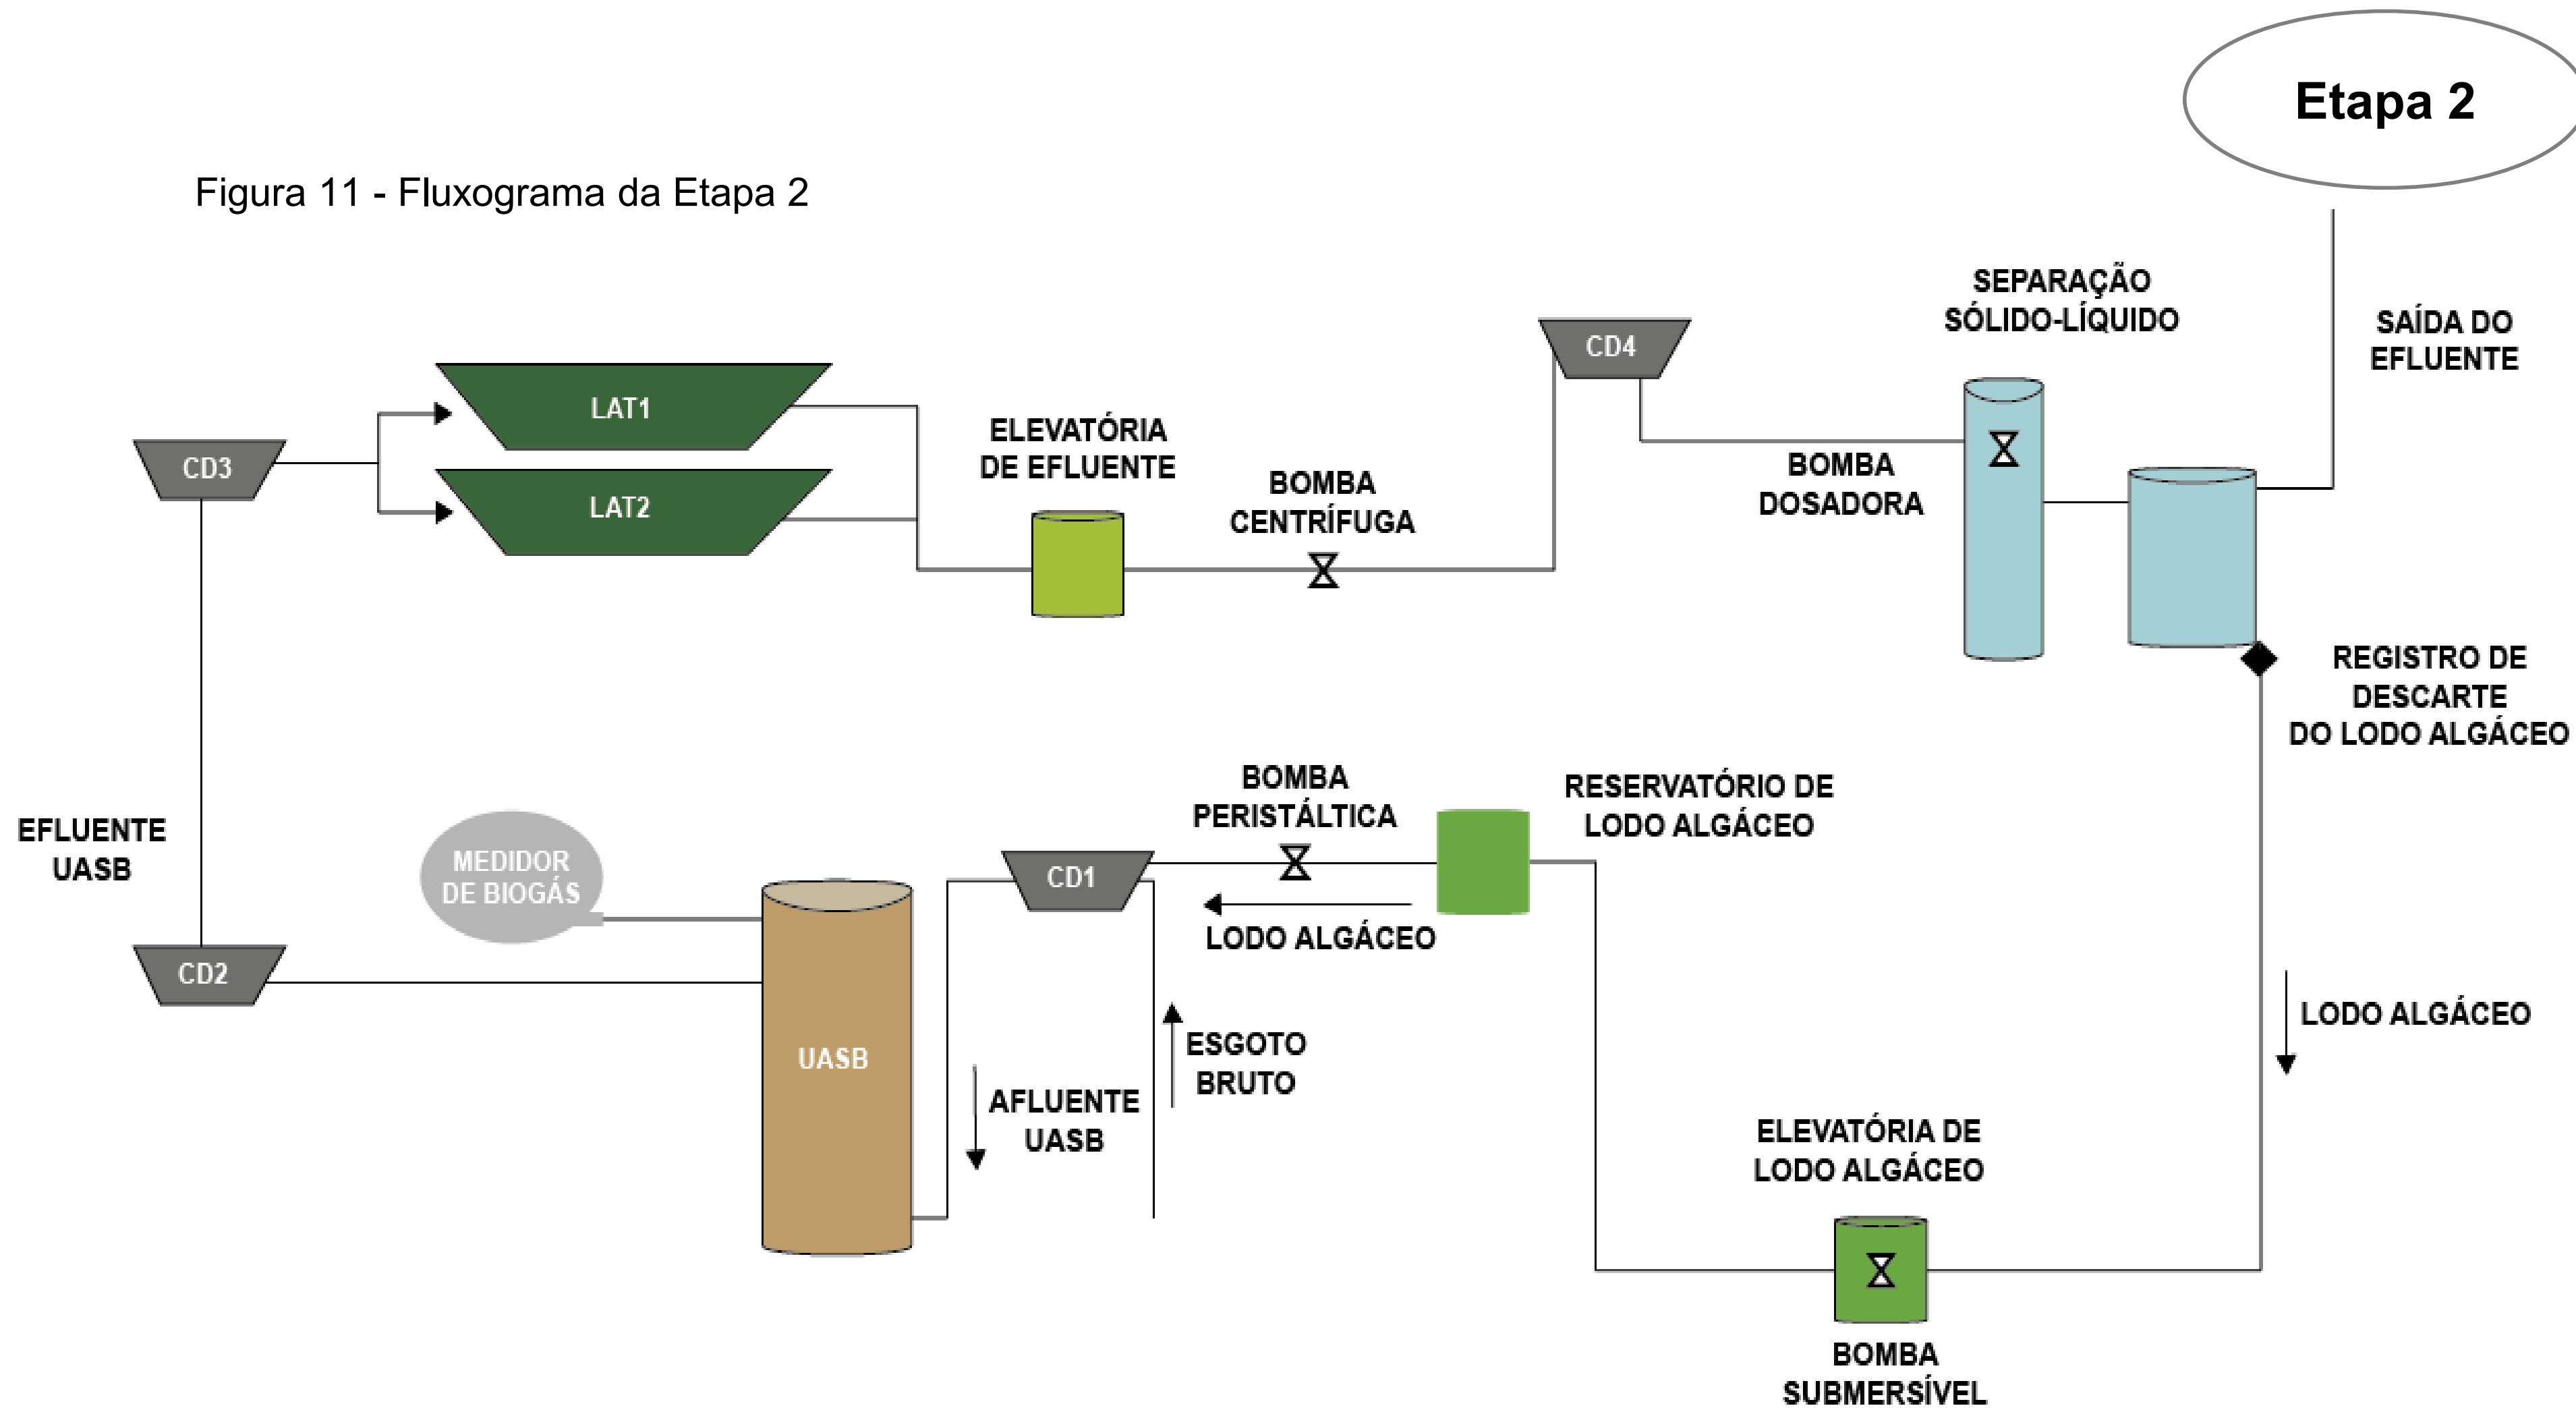 Etapa 2
Figura 11 - Fluxograma da Etapa 2
SEPARAÇÃO
SÓLIDO-LÍQUIDO
SAÍDA DO
EFLUENTE
CD4
LAT1
CD3
LAT2
ELEVATÓRIA
DE EFLUENTE
BOMBA
CENTRÍFUGA
BOMBA
DOSADORA
REGISTRO DE
DESCARTE
DO LODO ALGÁCEO
EFLUENTE
UASB
MEDIDOR
DE BIOGÁS
CD1
BOMBA
PERISTÁLTICA
RESERVATÓRIO DE
LODO ALGÁCEO
LODO ALGÁCEO
CD2
UASB
ESGOTO
BRUTO
AFLUENTE
UASB
LODO ALGÁCEO
ELEVATÓRIA DE
LODO ALGÁCEO
BOMBA
SUBMERSÍVEL